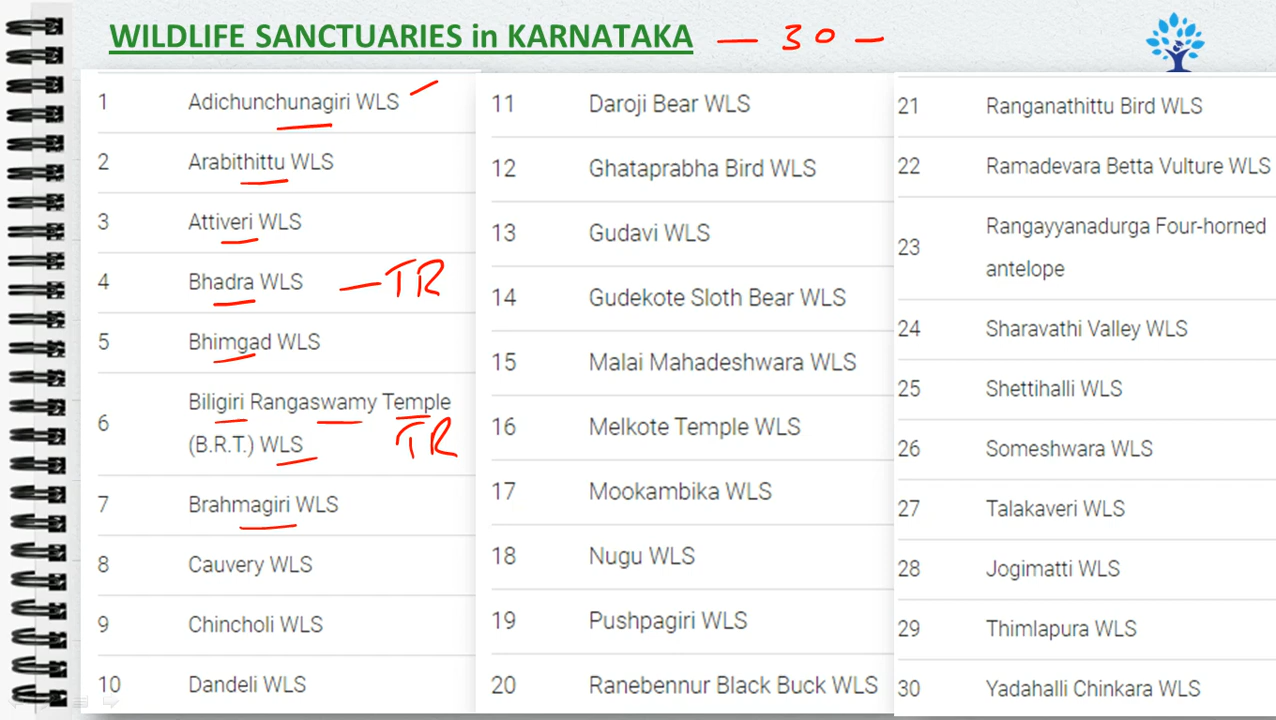 WILDLIFE SANCTUARIES in KARNATAKA — 30 —
1 Adichunchunagiri WLS
2 Arabithittu WLS
3 Attiveri WLS
4 Bhadra WLS — TR
5 Bhimgad WLS
6 Biligiri Rangaswamy Temple
(B.R.T.) WLS TR
7 Brahmagiri WLS
8 Cauvery WLS
9 Chincholi WLS
10 Dandeli WLS
11 Daroji Bear WLS
12 Ghataprabha Bird WLS
13 Gudavi WLS
14 Gudekote Sloth Bear WLS
15 Malai Mahadeshwara WLS
16 Melkote Temple WLS
17 Mookambika WLS
18 Nugu WLS
19 Pushpagiri WLS
20 Ranebennur Black Buck WLS
21 Ranganathittu Bird WLS
22 Ramadevara Betta Vulture WLS
23 Rangayyanadurga Four-horned
antelope
24 Sharavathi Valley WLS
25 Shettihalli WLS
26 Someshwara WLS
27 Talakaveri WLS
28 Jogimatti WLS
29 Thimlapura WLS
30 Yadahalli Chinkara WLS